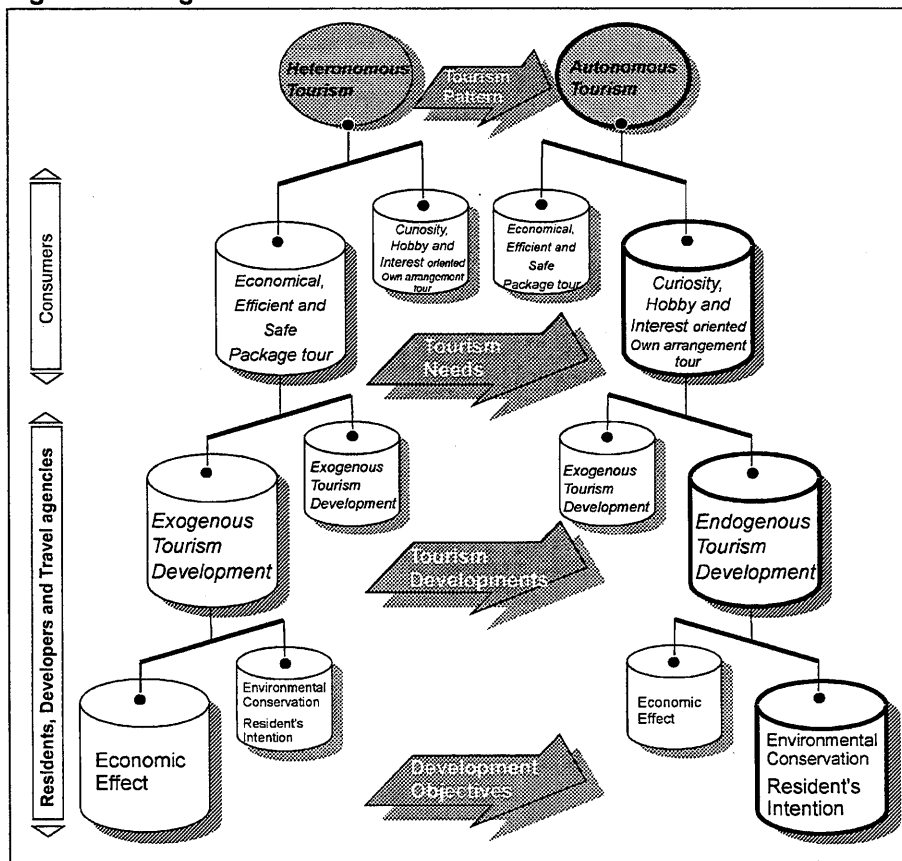 Heteronomous
Tourism
Tourism
Pattern
Autonomous
Tourism
Consumers
Economical,
Efficient and
Safe
Package tour
Curiosity,
Hobby and
Interest oriented
Own arrangement
tour
Economical,
Efficient and
Safe
Package tour
Curiosity,
Hobby and
Interest oriented
Own arrangement
tour
Tourism
Needs
Residents, Developers and Travel agencies
Exogenous
Tourism
Development
Exogenous
Tourism
Development
Exogenous
Tourism
Development
Endogenous
Tourism
Development
Tourism
Developments
Economic
Effect
Environmental
Conservation
Resident's
Intention
Economic
Effect
Environmental
Conservation
Resident's
Intention
Development
Objectives